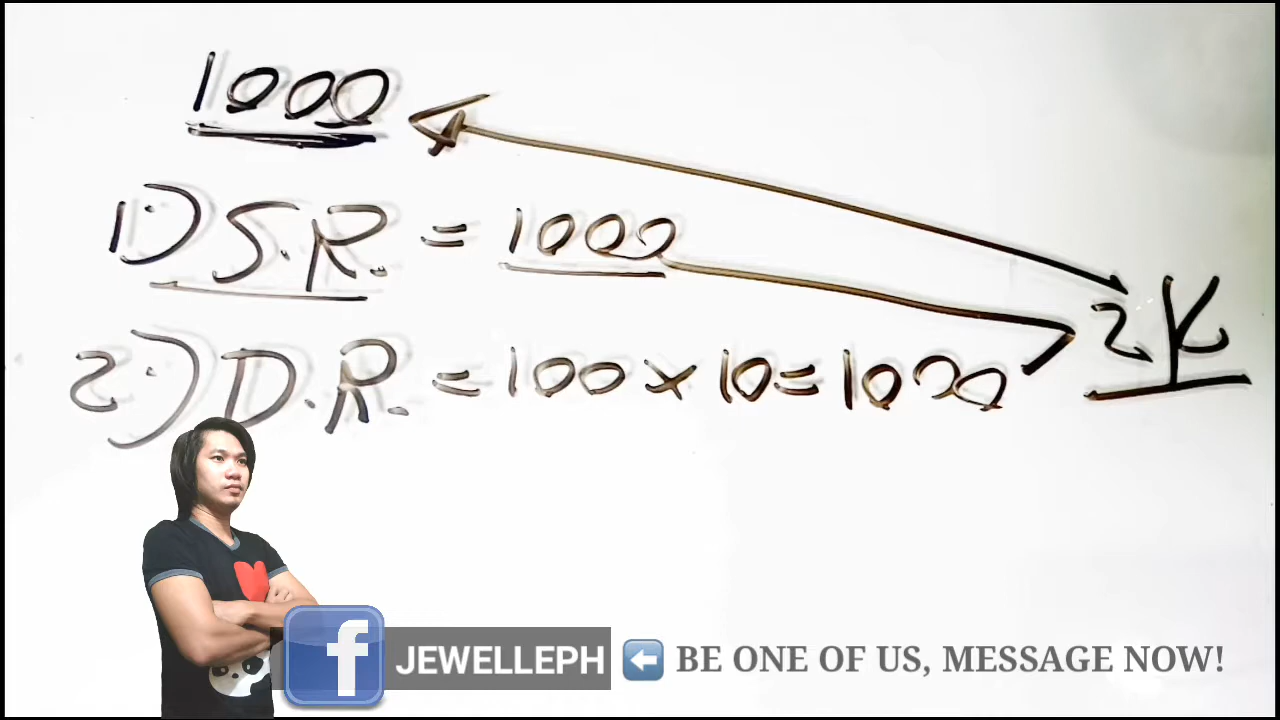 1000
1.) S.R. = 1000
2.) D.R. = 100 x 10 = 1000
2K
JEWELLEPH
BE ONE OF US, MESSAGE NOW!